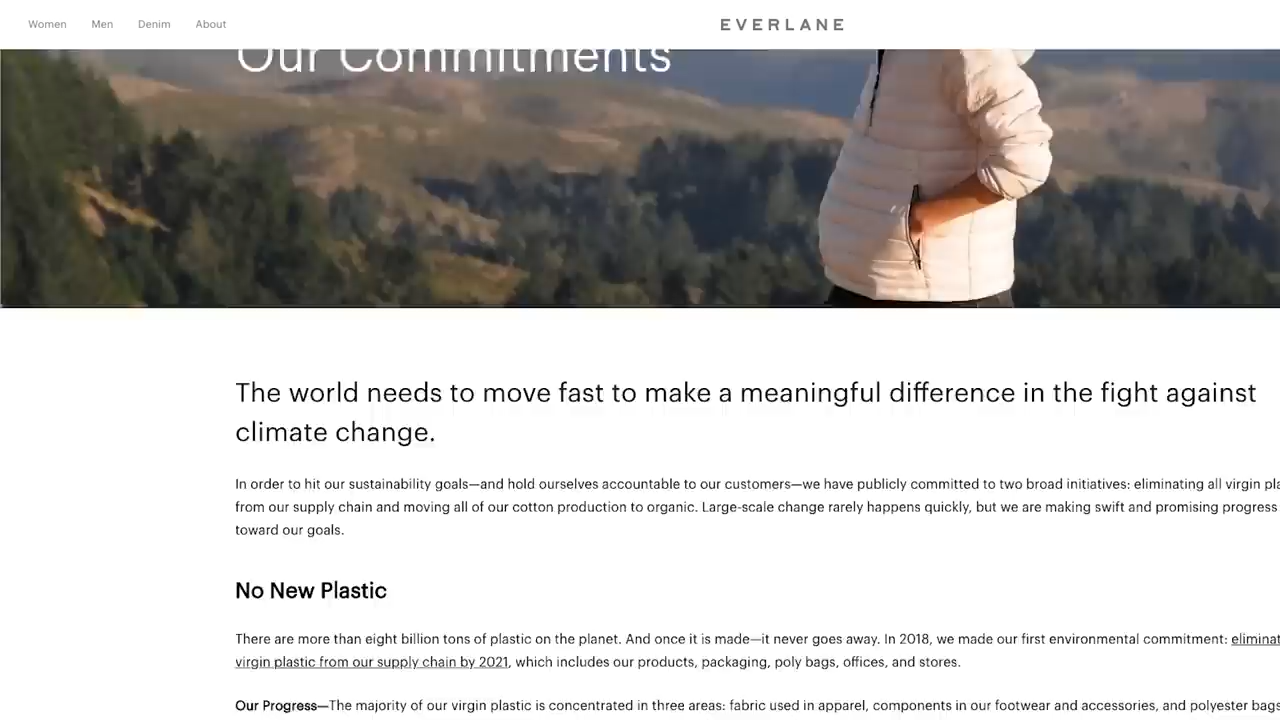 Women Men Denim About EVERLANE
Our Commitments
The world needs to move fast to make a meaningful difference in the fight against
climate change.
In order to hit our sustainability goals—and hold ourselves accountable to our customers—we have publicly committed to two broad initiatives: eliminating all virgin
from our supply chain and moving all of our cotton production to organic. Large-scale change rarely happens quickly, but we are making swift and promising progress
toward our goals.
No New Plastic
There are more than eight billion tons of plastic on the planet. And once it is made—it never goes away. In 2018, we made our first environmental commitment:
virgin plastic from our supply chain by 2021, which includes our products, packaging, poly bags, offices, and stores.
Our Progress—The majority of our virgin plastic is concentrated in three areas: fabric used in apparel, components in our footwear and accessories, and polyester bags